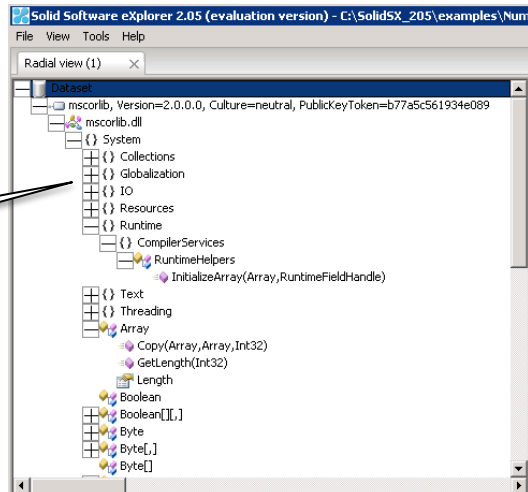 Solid Software eXplorer 2.05 (evaluation version) - C:\SolidSX_205\examples\Num
File View Tools Help
Radial view (1)
Dataset
mscorlib, Version=2.0.0.0, Culture=neutral, PublicKeyToken=b77a5c561934e089
mscorlib.dll
{} System
{} Collections
{} Globalization
{} IO
{} Resources
{} Runtime
{} CompilerServices
RuntimeHelpers
InitializeArray(Array,RuntimeFieldHandle)
{} Text
{} Threading
Array
Copy(Array,Array,Int32)
GetLength(Int32)
Length
Boolean
Boolean[][,]
Byte
Byte[,]
Byte[]